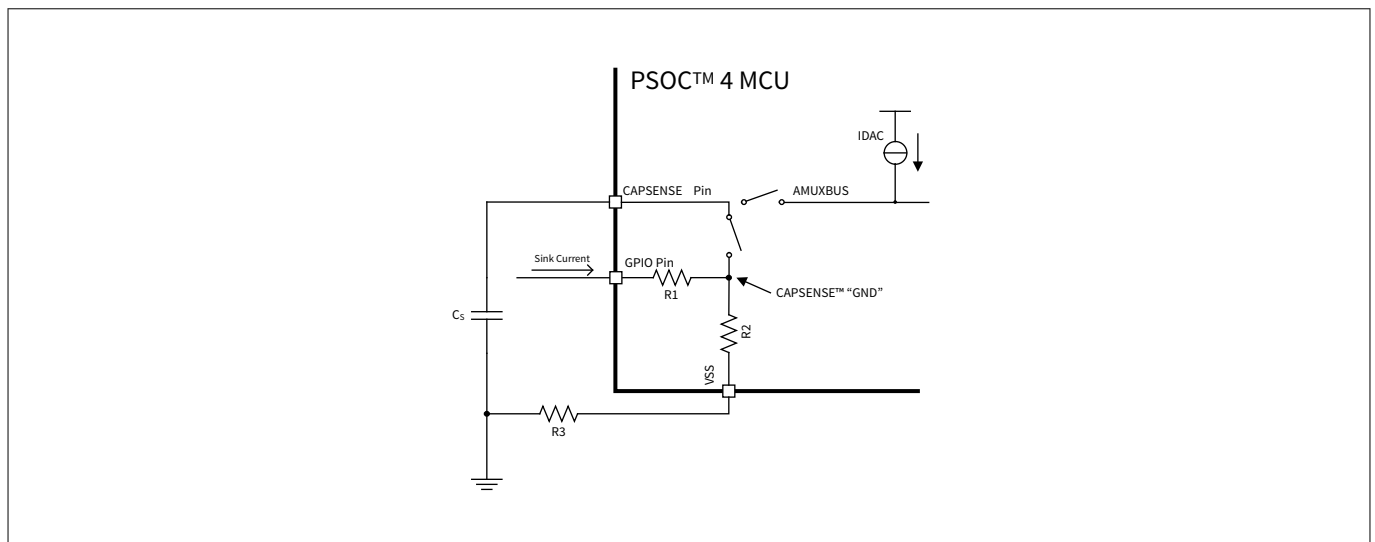 PSOC™ 4 MCU
IDAC
CAPSENSE Pin
AMUXBUS
Sink Current
GPIO Pin
R1
CAPSENSE™ “GND”
Cs
R2
VSS
R3